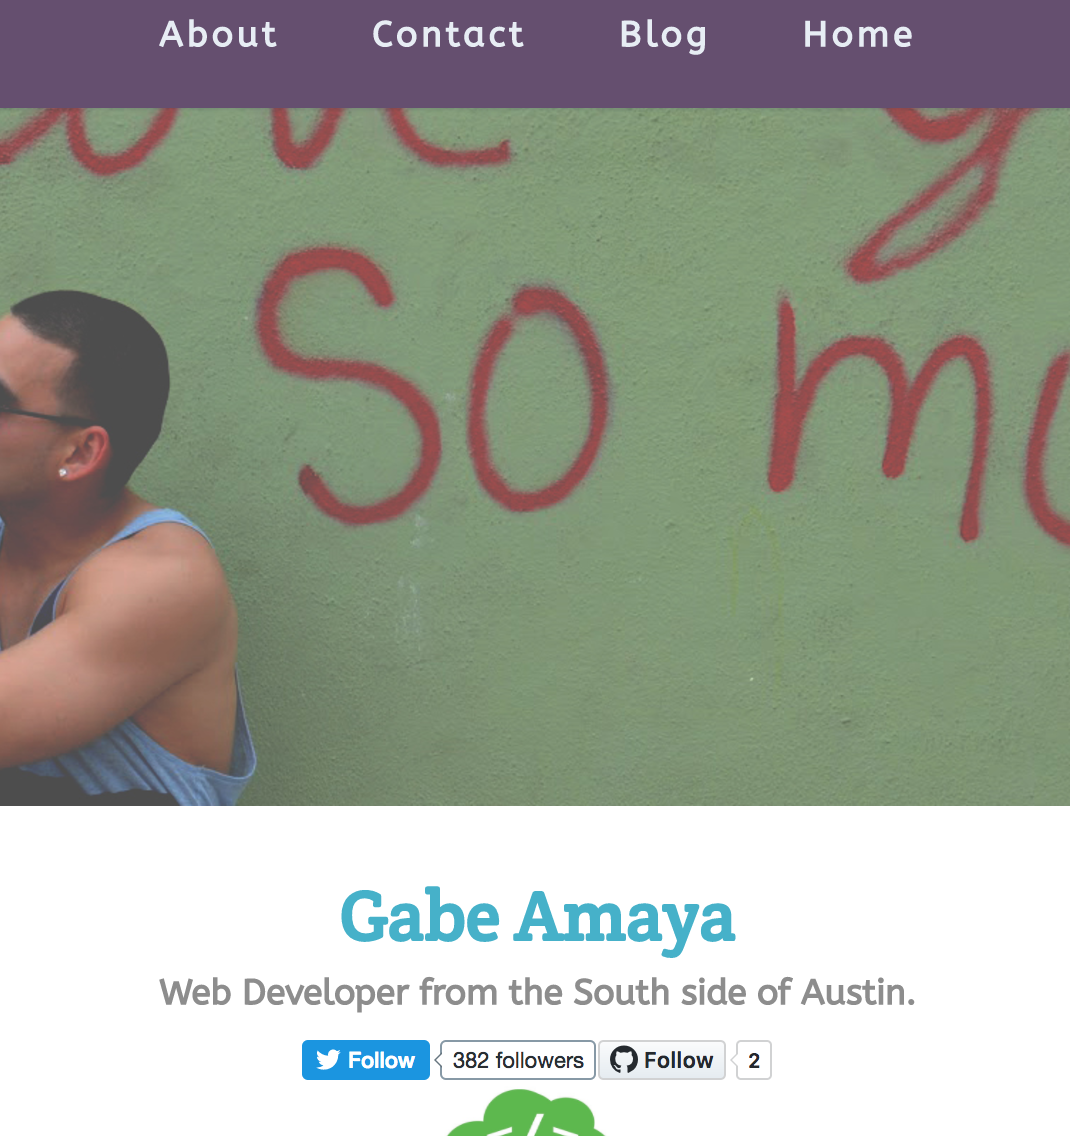 About Contact Blog Home
so
Gabe Amaya
Web Developer from the South side of Austin.
Follow 382 followers Follow 2
</>